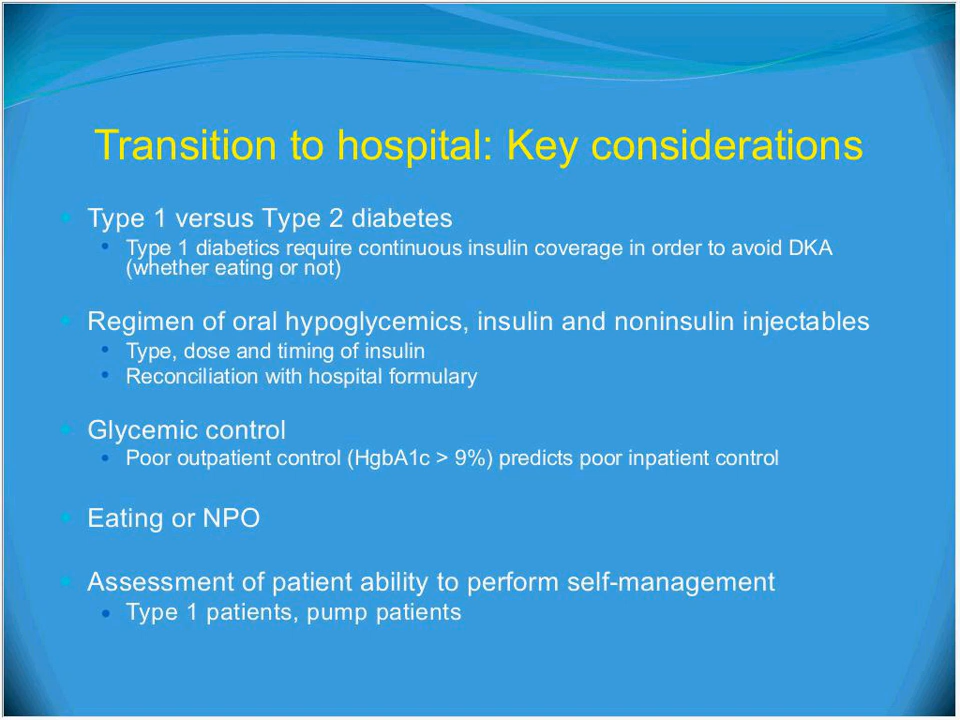 Transition to hospital: Key considerations
Type 1 versus Type 2 diabetes
Type 1 diabetics require continuous insulin coverage in order to avoid DKA
(whether eating or not)
Regimen of oral hypoglycemics, insulin and noninsulin injectables
Type, dose and timing of insulin
Reconciliation with hospital formulary
Glycemic control
Poor outpatient control (HgbA1c > 9%) predicts poor inpatient control
Eating or NPO
Assessment of patient ability to perform self-management
Type 1 patients, pump patients